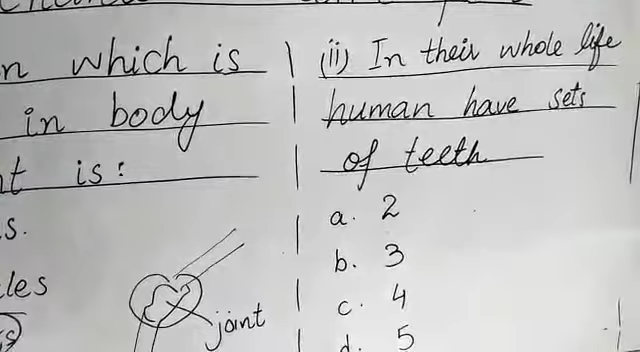 n which is
in body
t is:
s.
les
joint
(ii) In their whole life
human have sets
of teeth
a. 2
b. 3
c. 4
d. 5